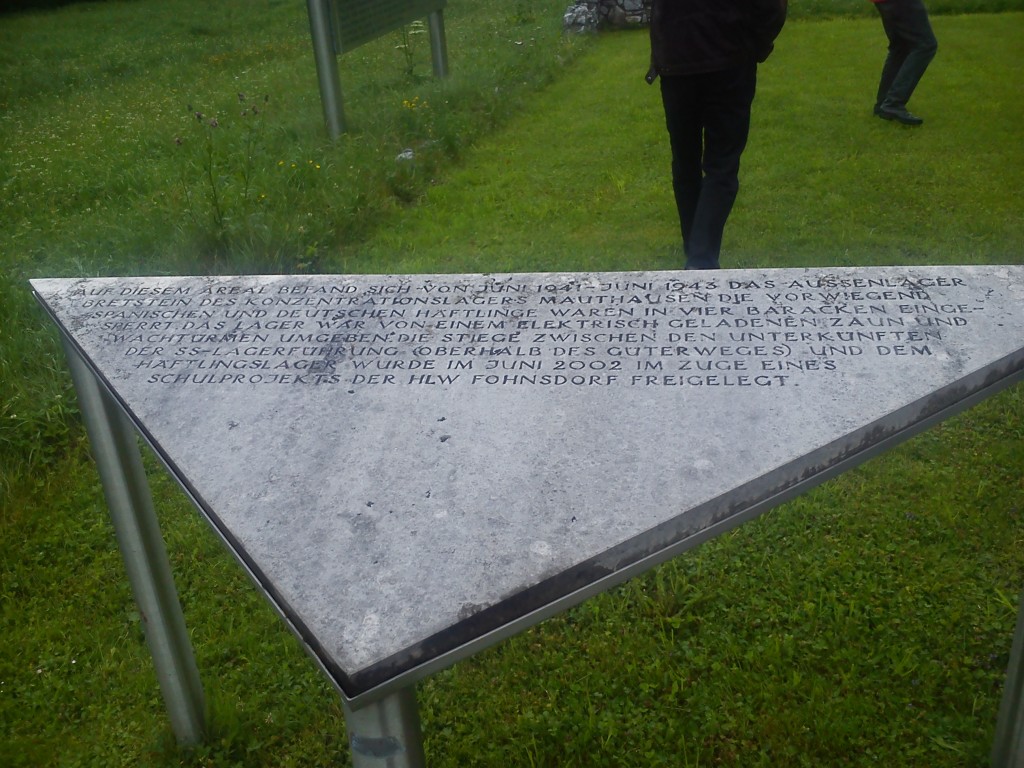 AUF DIESEM AREAL BEFAND SICH VON JUNI 1941 - JUNI 1943 DAS AUSSENLAGER
BRETSTEIN DES KONZENTRATIONSLAGERS MAUTHAUSEN. DIE VORWIEGEND
SPANISCHEN UND DEUTSCHEN HÄFTLINGE WAREN IN VIER BARACKEN EINGE-
SPERRT. DAS LAGER WAR VON EINEM ELEKTRISCH GELADENEN ZAUN UND
WACHTÜRMEN UMGEBEN. DIE STIEGE ZWISCHEN DEN UNTERKÜNFTEN
DER SS-LAGERFÜHRUNG (OBERHALB DES GÜTERWEGES) UND DEM
HÄFTLINGSLAGER WURDE IM JUNI 2002 IM ZUGE EINES
SCHULPROJEKTS DER HLW FOHNSDORF FREIGELEGT.